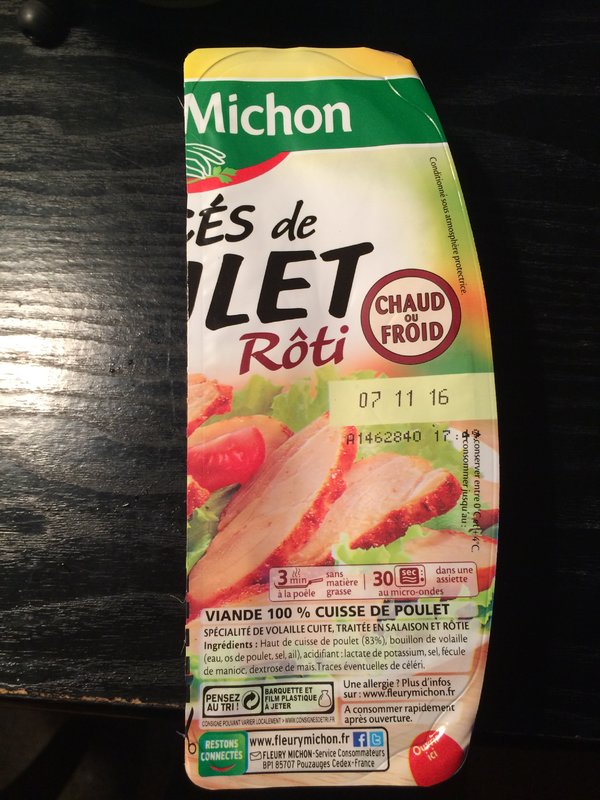 Michon
CÉS de
ULET
Rôti
CHAUD
OU
FROID
Conditionné sous atmosphère protectrice.
07 11 16
A1462840 17:
A conserver entre 0°C et +4°C.
A consommer jusqu'au :
3 min
à la poêle
sans
matière
grasse
30 sec
au micro-ondes
dans une
assiette
VIANDE 100 % CUISSE DE POULET
SPÉCIALITÉ DE VOLAILLE CUITE, TRAITÉE EN SALAISON ET RÔTIE
Ingrédients : Haut de cuisse de poulet (83%), bouillon de volaille
(eau, os de poulet, sel, ail), acidifiant : lactate de potassium, sel, fécule
de manioc, dextrose de maïs. Traces éventuelles de céleri.
PENSEZ
AU TRI !
BARQUETTE ET
FILM PLASTIQUE
À JETER
CONSIGNE POUVANT VARIER LOCALEMENT > WWW.CONSIGNESDETRI.FR
Une allergie ? Plus d'infos
sur : www.fleurymichon.fr
A consommer rapidement
après ouverture.
RESTONS
CONNECTÉS
www.fleurymichon.fr
FLEURY MICHON-Service Consommateurs
BP1 85707 Pouzauges Cedex-France
Ouvrir
ici